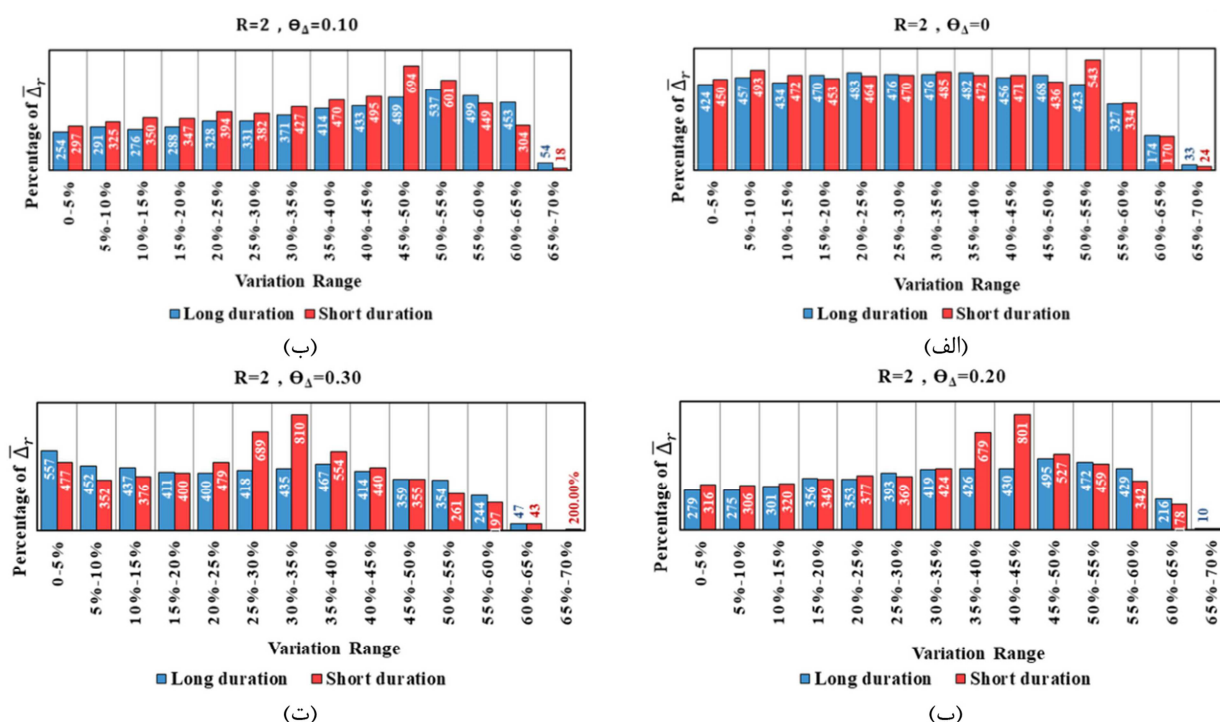 R=2 , Θ_Δ=0.10
Percentage of Δ̅_r
254 297 291 325 276 350 288 347 328 394 331 382 371 427 414 470 433 495 489 694 537 601 499 449 453 304 54 18
0-5% 5%-10% 10%-15% 15%-20% 20%-25% 25%-30% 30%-35% 35%-40% 40%-45% 45%-50% 50%-55% 55%-60% 60%-65% 65%-70%
Variation Range
Long duration Short duration
(ب)
R=2 , Θ_Δ=0
Percentage of Δ̅_r
424 450 457 493 434 472 470 453 483 464 476 470 476 485 482 472 456 471 468 436 423 543 327 334 174 170 33 24
0-5% 5%-10% 10%-15% 15%-20% 20%-25% 25%-30% 30%-35% 35%-40% 40%-45% 45%-50% 50%-55% 55%-60% 60%-65% 65%-70%
Variation Range
Long duration Short duration
(الف)
R=2 , Θ_Δ=0.30
Percentage of Δ̅_r
557 477 452 352 437 376 411 400 400 479 418 689 435 810 467 554 414 440 359 355 354 261 244 197 47 43 200.00%
0-5% 5%-10% 10%-15% 15%-20% 20%-25% 25%-30% 30%-35% 35%-40% 40%-45% 45%-50% 50%-55% 55%-60% 60%-65% 65%-70%
Variation Range
Long duration Short duration
(ت)
R=2 , Θ_Δ=0.20
Percentage of Δ̅_r
279 316 275 306 301 320 356 349 353 377 393 369 419 424 426 679 430 801 495 527 472 459 429 342 216 178 10
0-5% 5%-10% 10%-15% 15%-20% 20%-25% 25%-30% 30%-35% 35%-40% 40%-45% 45%-50% 50%-55% 55%-60% 60%-65% 65%-70%
Variation Range
Long duration Short duration